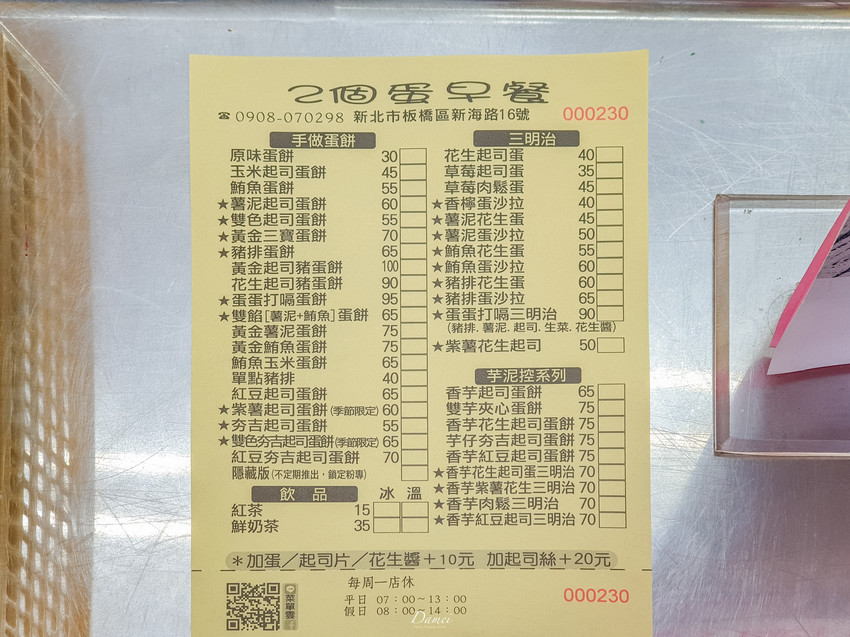 2個蛋早餐
☎ 0908-070298 新北市板橋區新海路16號 000230
手做蛋餅
原味蛋餅 30
玉米起司蛋餅 45
鮪魚蛋餅 55
★薯泥起司蛋餅 60
★雙色起司蛋餅 55
★黃金三寶蛋餅 70
★豬排蛋餅 65
黃金起司豬蛋餅 100
花生起司豬蛋餅 90
★蛋蛋打嗝蛋餅 95
★雙餡[薯泥+鮪魚]蛋餅 65
黃金薯泥蛋餅 75
黃金鮪魚蛋餅 75
鮪魚玉米蛋餅 65
單點豬排 40
紅豆起司蛋餅 65
★紫薯起司蛋餅(季節限定) 60
★夯吉起司蛋餅 55
★雙色夯吉起司蛋餅(季節限定) 65
紅豆夯吉起司蛋餅 70
隱藏版(不定期推出，鎖定粉專)
飲品 冰 溫
紅茶 15
鮮奶茶 35
三明治
花生起司蛋 40
草莓起司蛋 35
草莓肉鬆蛋 45
★香檸蛋沙拉 40
★薯泥花生蛋 45
★薯泥蛋沙拉 50
★鮪魚花生蛋 55
★鮪魚蛋沙拉 60
★豬排花生蛋 60
★豬排蛋沙拉 65
★蛋蛋打嗝三明治 90
(豬排.薯泥.起司.生菜.花生醬)
★紫薯花生起司 50
芋泥控系列
香芋起司蛋餅 65
雙芋夾心蛋餅 75
香芋花生起司蛋餅 75
芋仔夯吉起司蛋餅 75
香芋紅豆起司蛋餅 75
★香芋花生起司蛋三明治 70
★香芋紫薯花生三明治 70
★香芋肉鬆三明治 70
★香芋紅豆起司三明治 70
＊加蛋／起司片／花生醬＋10元 加起司絲＋20元
菜單雲
每周一店休
平日 07：00～13：00
假日 08：00～14：00
000230
Damei